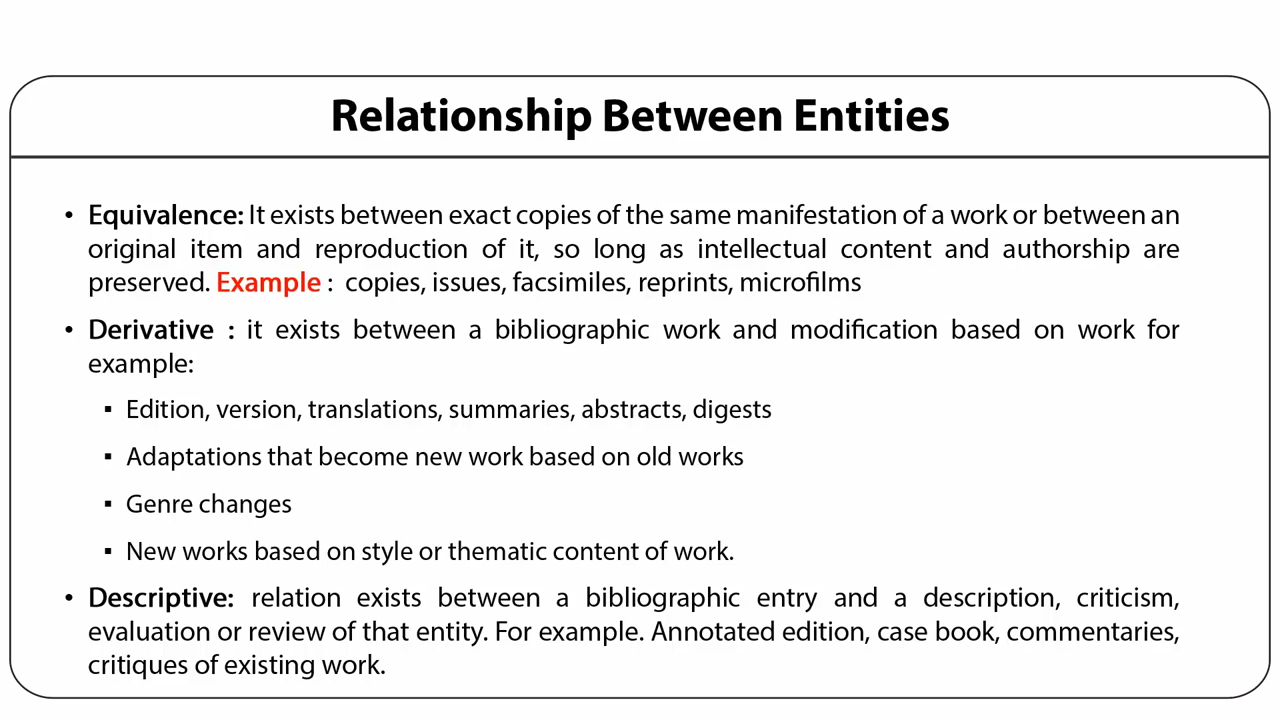 Relationship Between Entities
• Equivalence: It exists between exact copies of the same manifestation of a work or between an
original item and reproduction of it, so long as intellectual content and authorship are
preserved. Example : copies, issues, facsimiles, reprints, microfilms
• Derivative : it exists between a bibliographic work and modification based on work for
example:
▪ Edition, version, translations, summaries, abstracts, digests
▪ Adaptations that become new work based on old works
▪ Genre changes
▪ New works based on style or thematic content of work.
• Descriptive: relation exists between a bibliographic entry and a description, criticism,
evaluation or review of that entity. For example. Annotated edition, case book, commentaries,
critiques of existing work.